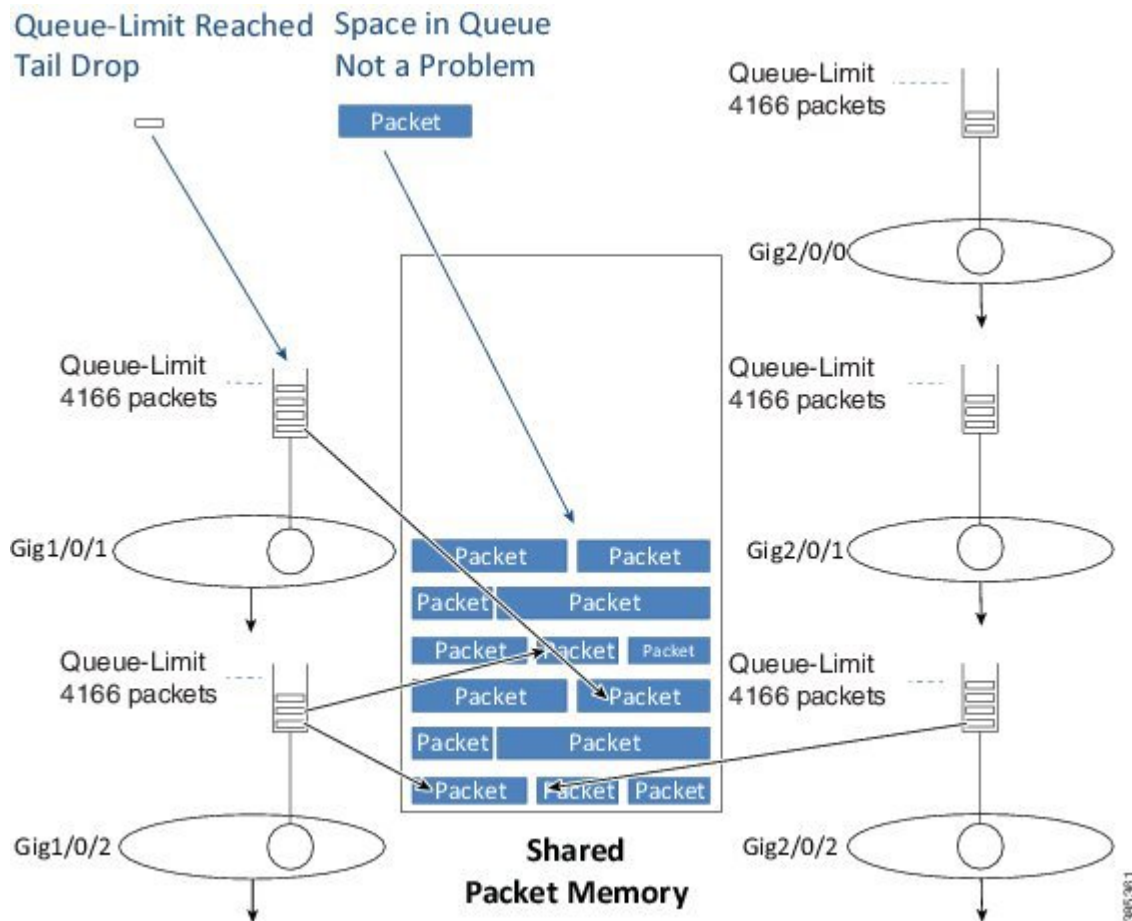 Queue-Limit Reached
Tail Drop
Space in Queue
Not a Problem
Packet
Queue-Limit
4166 packets
Gig2/0/0
Queue-Limit
4166 packets
Gig1/0/1
Queue-Limit
4166 packets
Gig2/0/1
Packet Packet
Packet Packet
Packet Packet Packet
Packet Packet
Packet Packet
Packet Packet Packet
Queue-Limit
4166 packets
Gig1/0/2
Queue-Limit
4166 packets
Gig2/0/2
Shared
Packet Memory
395361